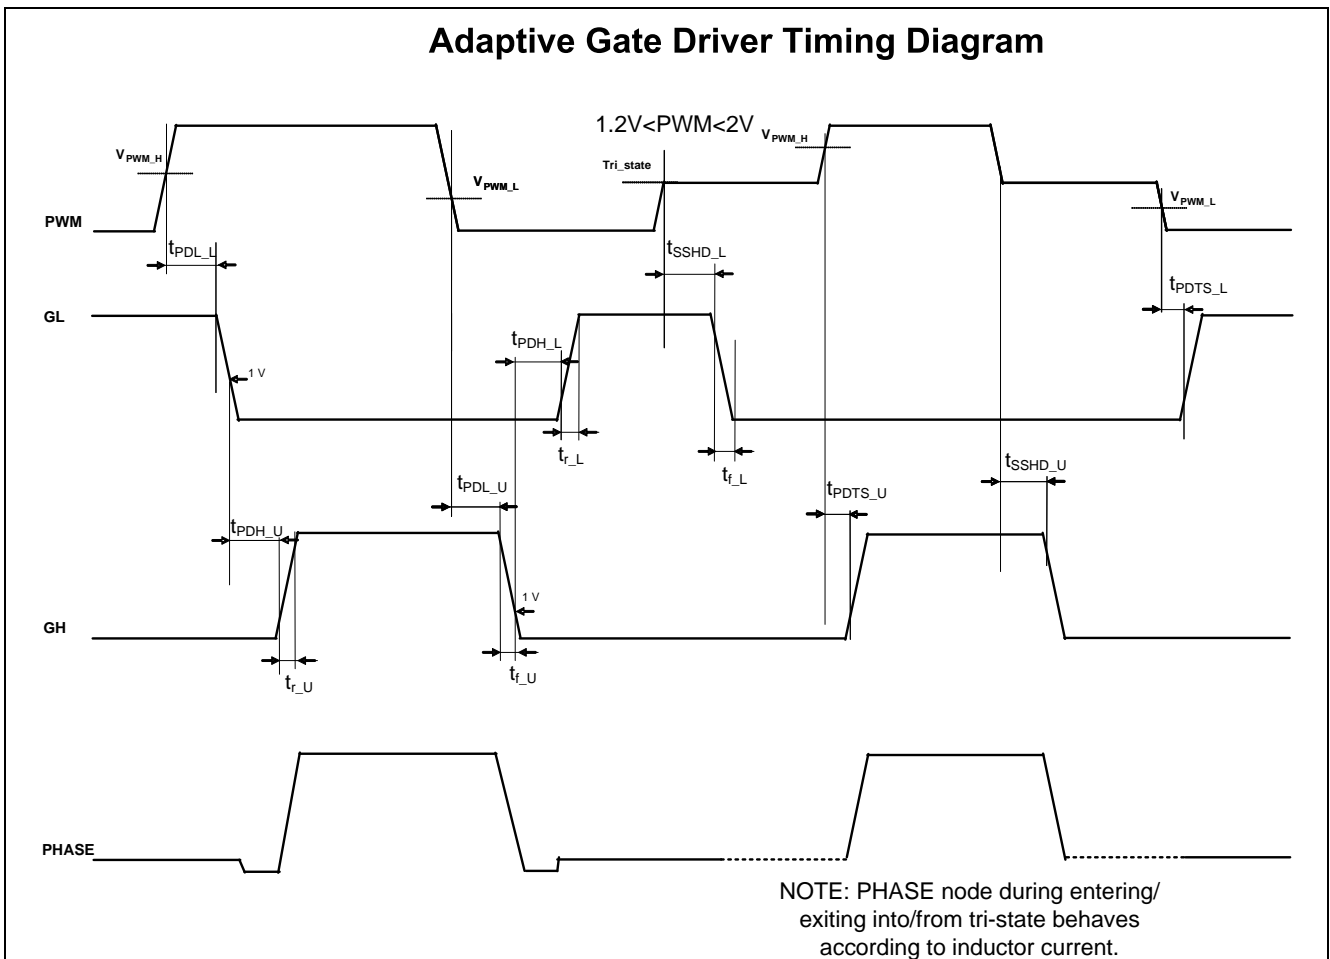 Adaptive Gate Driver Timing Diagram
1.2V<PWM<2V
VPWM_H
VPWM_H
Tri_state
VPWM_L
VPWM_L
PWM
tPDL_L
tSSHD_L
tPDTS_L
GL
tPDH_L
1 V
tr_L
tf_L
tSSHD_U
tPDL_U
tPDTS_U
tPDH_U
1 V
GH
tr_U
tf_U
PHASE
NOTE: PHASE node during entering/
exiting into/from tri-state behaves
according to inductor current.